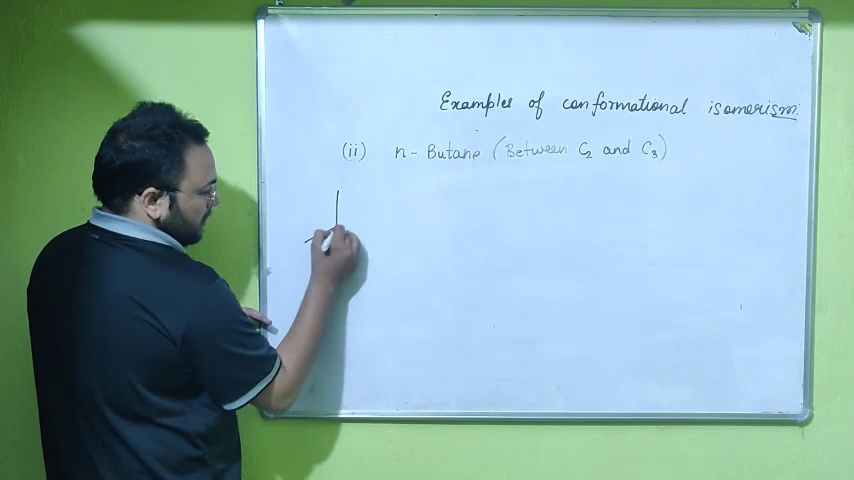 Examples of conformational isomerism:
(ii) n-Butane (Between C₂ and C₃)